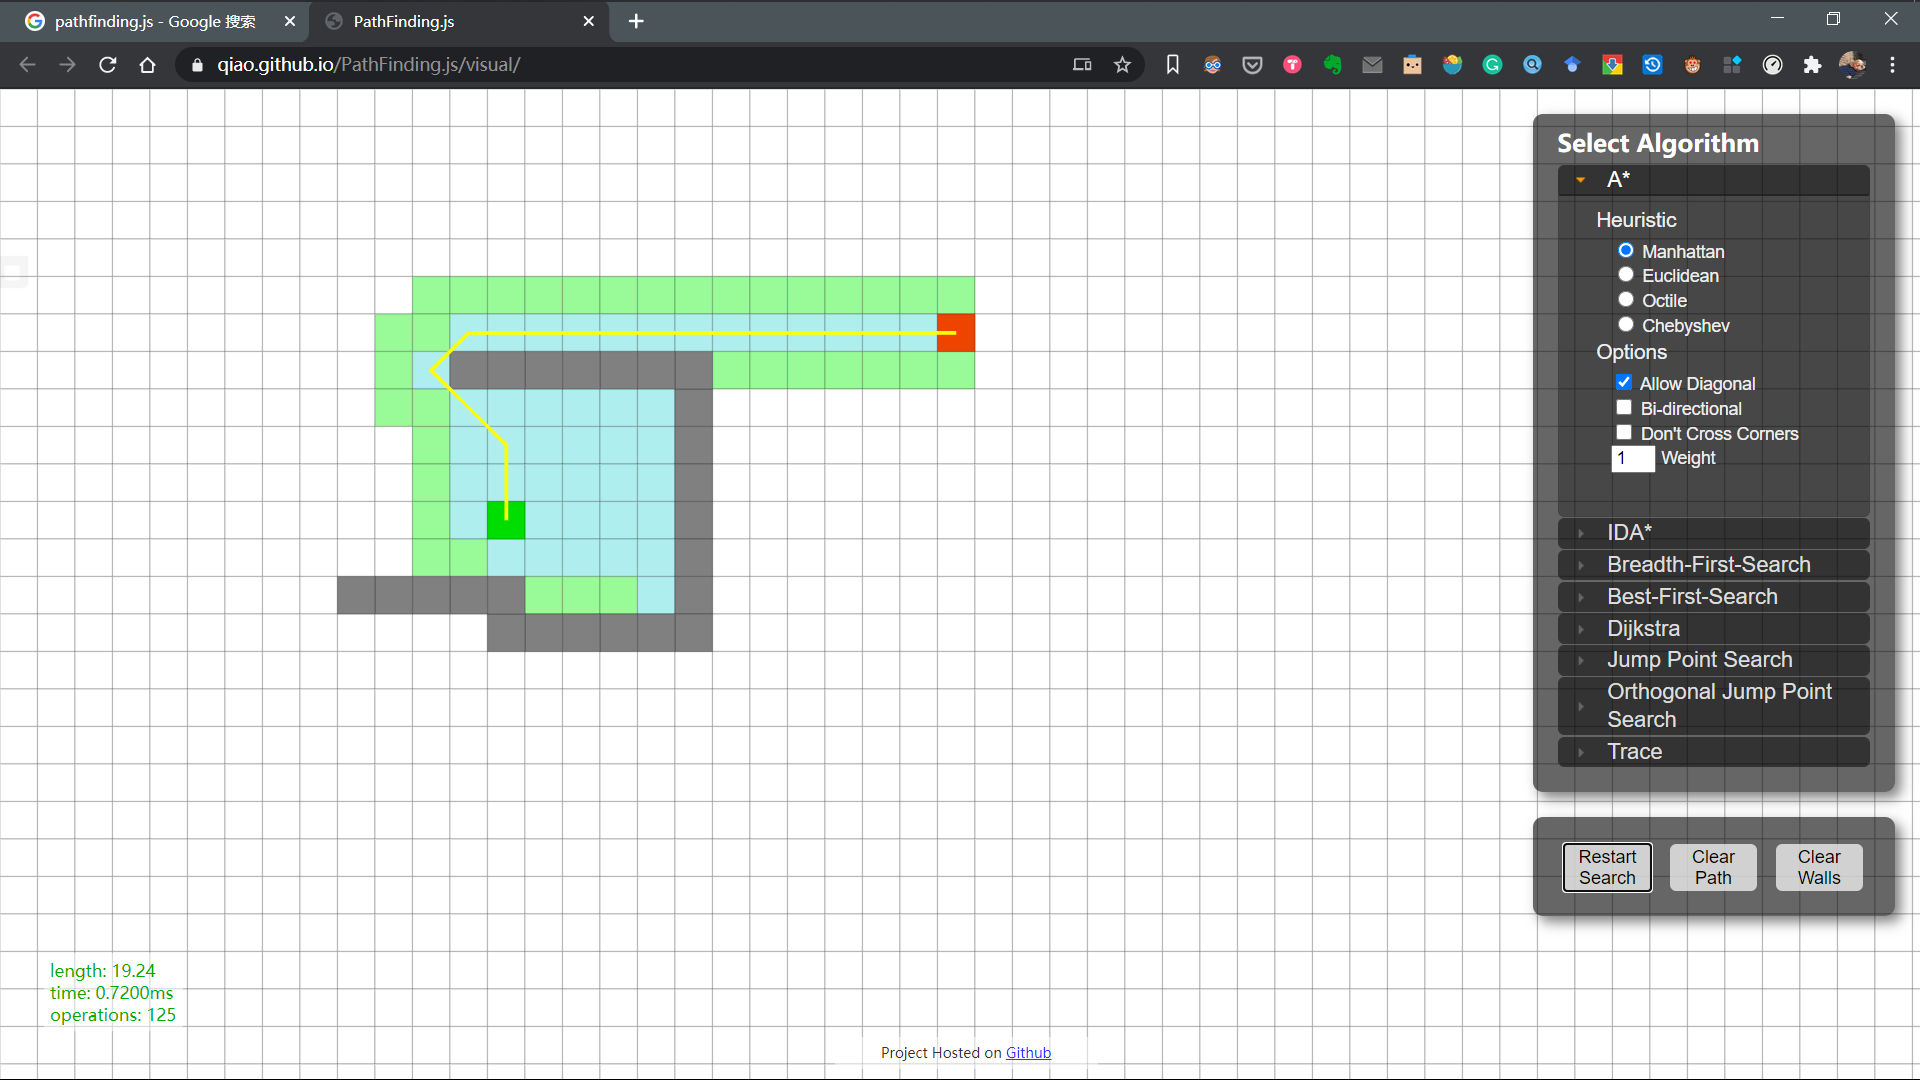 pathfinding.js - Google 搜索
PathFinding.js
qiao.github.io/PathFinding.js/visual/
Select Algorithm
A*
Heuristic
Manhattan
Euclidean
Octile
Chebyshev
Options
Allow Diagonal
Bi-directional
Don't Cross Corners
1 Weight
IDA*
Breadth-First-Search
Best-First-Search
Dijkstra
Jump Point Search
Orthogonal Jump Point
Search
Trace
Restart
Search
Clear
Path
Clear
Walls
length: 19.24
time: 0.7200ms
operations: 125
Project Hosted on Github